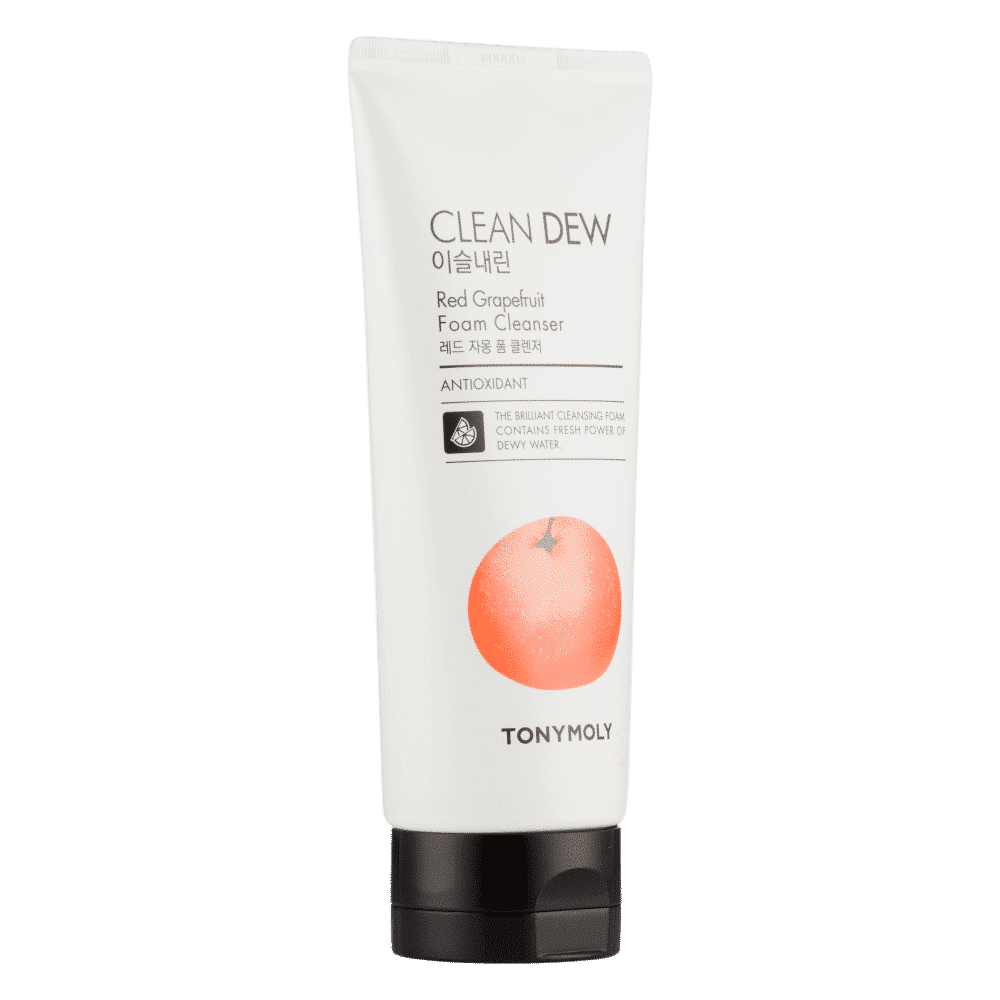 CLEAN DEW
이슬내린
Red Grapefruit
Foam Cleanser
레드 자몽 폼 클렌저
ANTIOXIDANT
THE BRILLIANT CLEANSING FOAM
CONTAINS FRESH POWER OF
DEWY WATER.
TONYMOLY